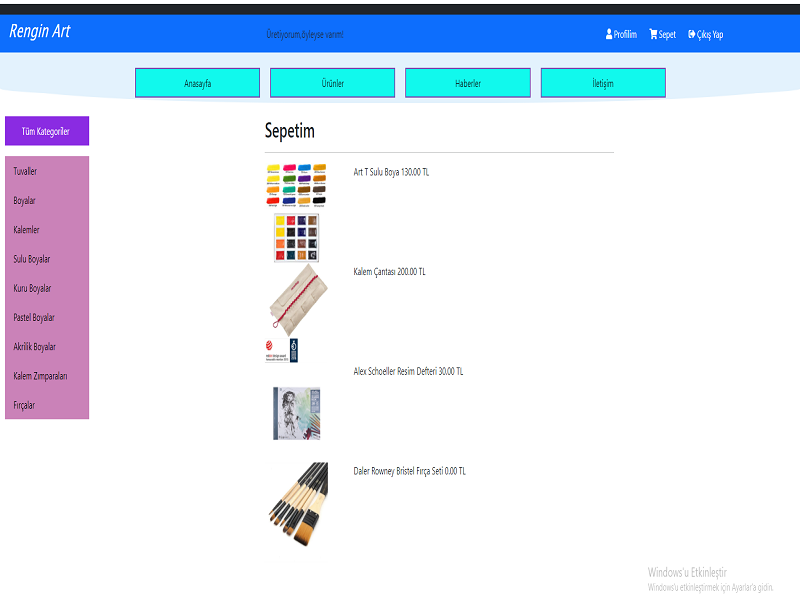 Rengin Art
Üretiyorum,öyleyse varım!
Profilim
Sepet
Çıkış Yap
Anasayfa
Ürünler
Haberler
İletişim
Tüm Kategoriler
Tuvaller
Boyalar
Kalemler
Sulu Boyalar
Kuru Boyalar
Pastel Boyalar
Akrilik Boyalar
Kalem Zımparaları
Fırçalar
Sepetim
Art T Sulu Boya 130.00 TL
Kalem Çantası 200.00 TL
Alex Schoeller Resim Defteri 30.00 TL
Daler Rowney Bristel Fırça Seti 0.00 TL
Windows'u Etkinleştir
Windows'u etkinleştirmek için Ayarlar'a gidin.